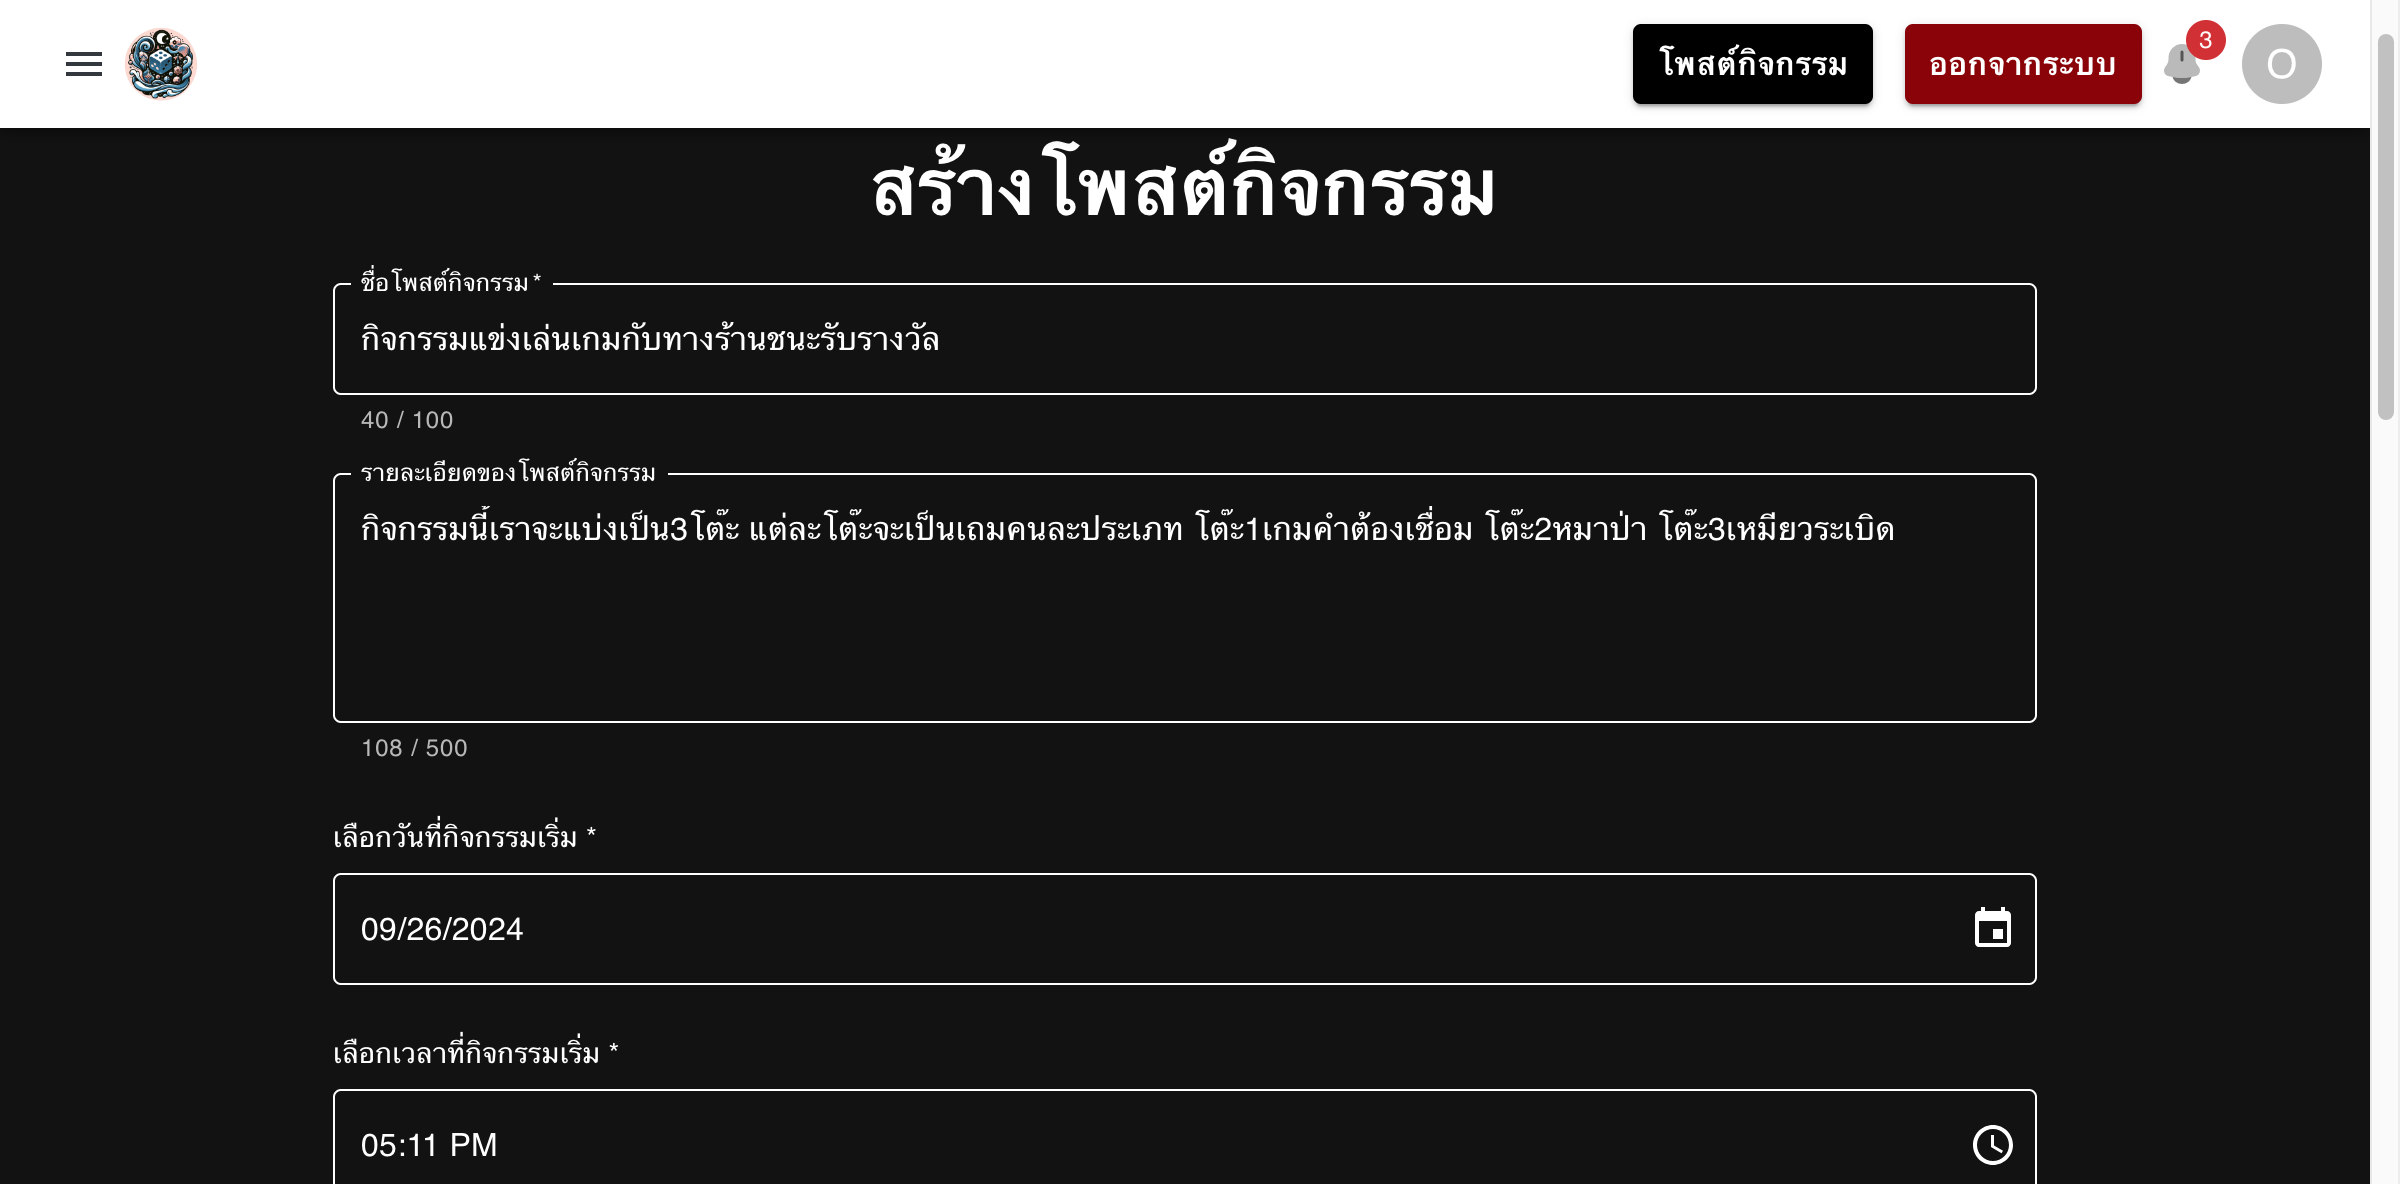 โพสต์กิจกรรม
ออกจากระบบ
3
O
สร้างโพสต์กิจกรรม
ชื่อโพสต์กิจกรรม *
กิจกรรมแข่งเล่นเกมกับทางร้านชนะรับรางวัล
40 / 100
รายละเอียดของโพสต์กิจกรรม
กิจกรรมนี้เราจะแบ่งเป็น3โต๊ะ แต่ละโต๊ะจะเป็นเถมคนละประเภท โต๊ะ1เกมคำต้องเชื่อม โต๊ะ2หมาป่า โต๊ะ3เหมียวระเบิด
108 / 500
เลือกวันที่กิจกรรมเริ่ม *
09/26/2024
เลือกเวลาที่กิจกรรมเริ่ม *
05:11 PM